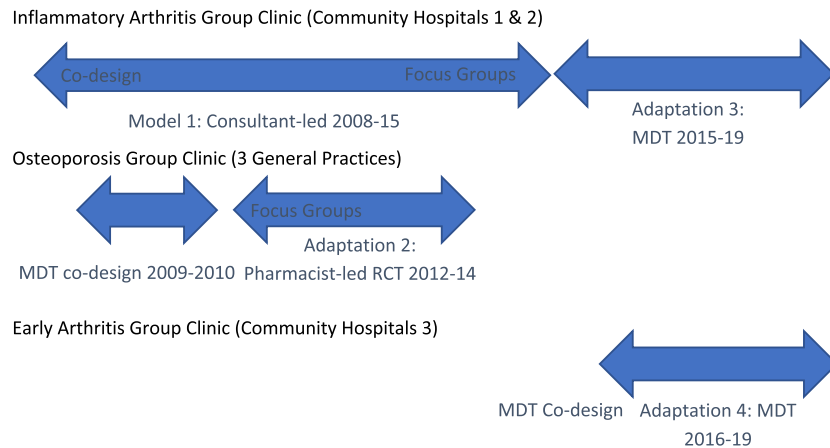 Inflammatory Arthritis Group Clinic (Community Hospitals 1 & 2)
Co-design
Focus Groups
Model 1: Consultant-led 2008-15
Adaptation 3:
MDT 2015-19
Osteoporosis Group Clinic (3 General Practices)
Focus Groups
MDT co-design 2009-2010
Adaptation 2:
Pharmacist-led RCT 2012-14
Early Arthritis Group Clinic (Community Hospitals 3)
MDT Co-design
Adaptation 4: MDT
2016-19